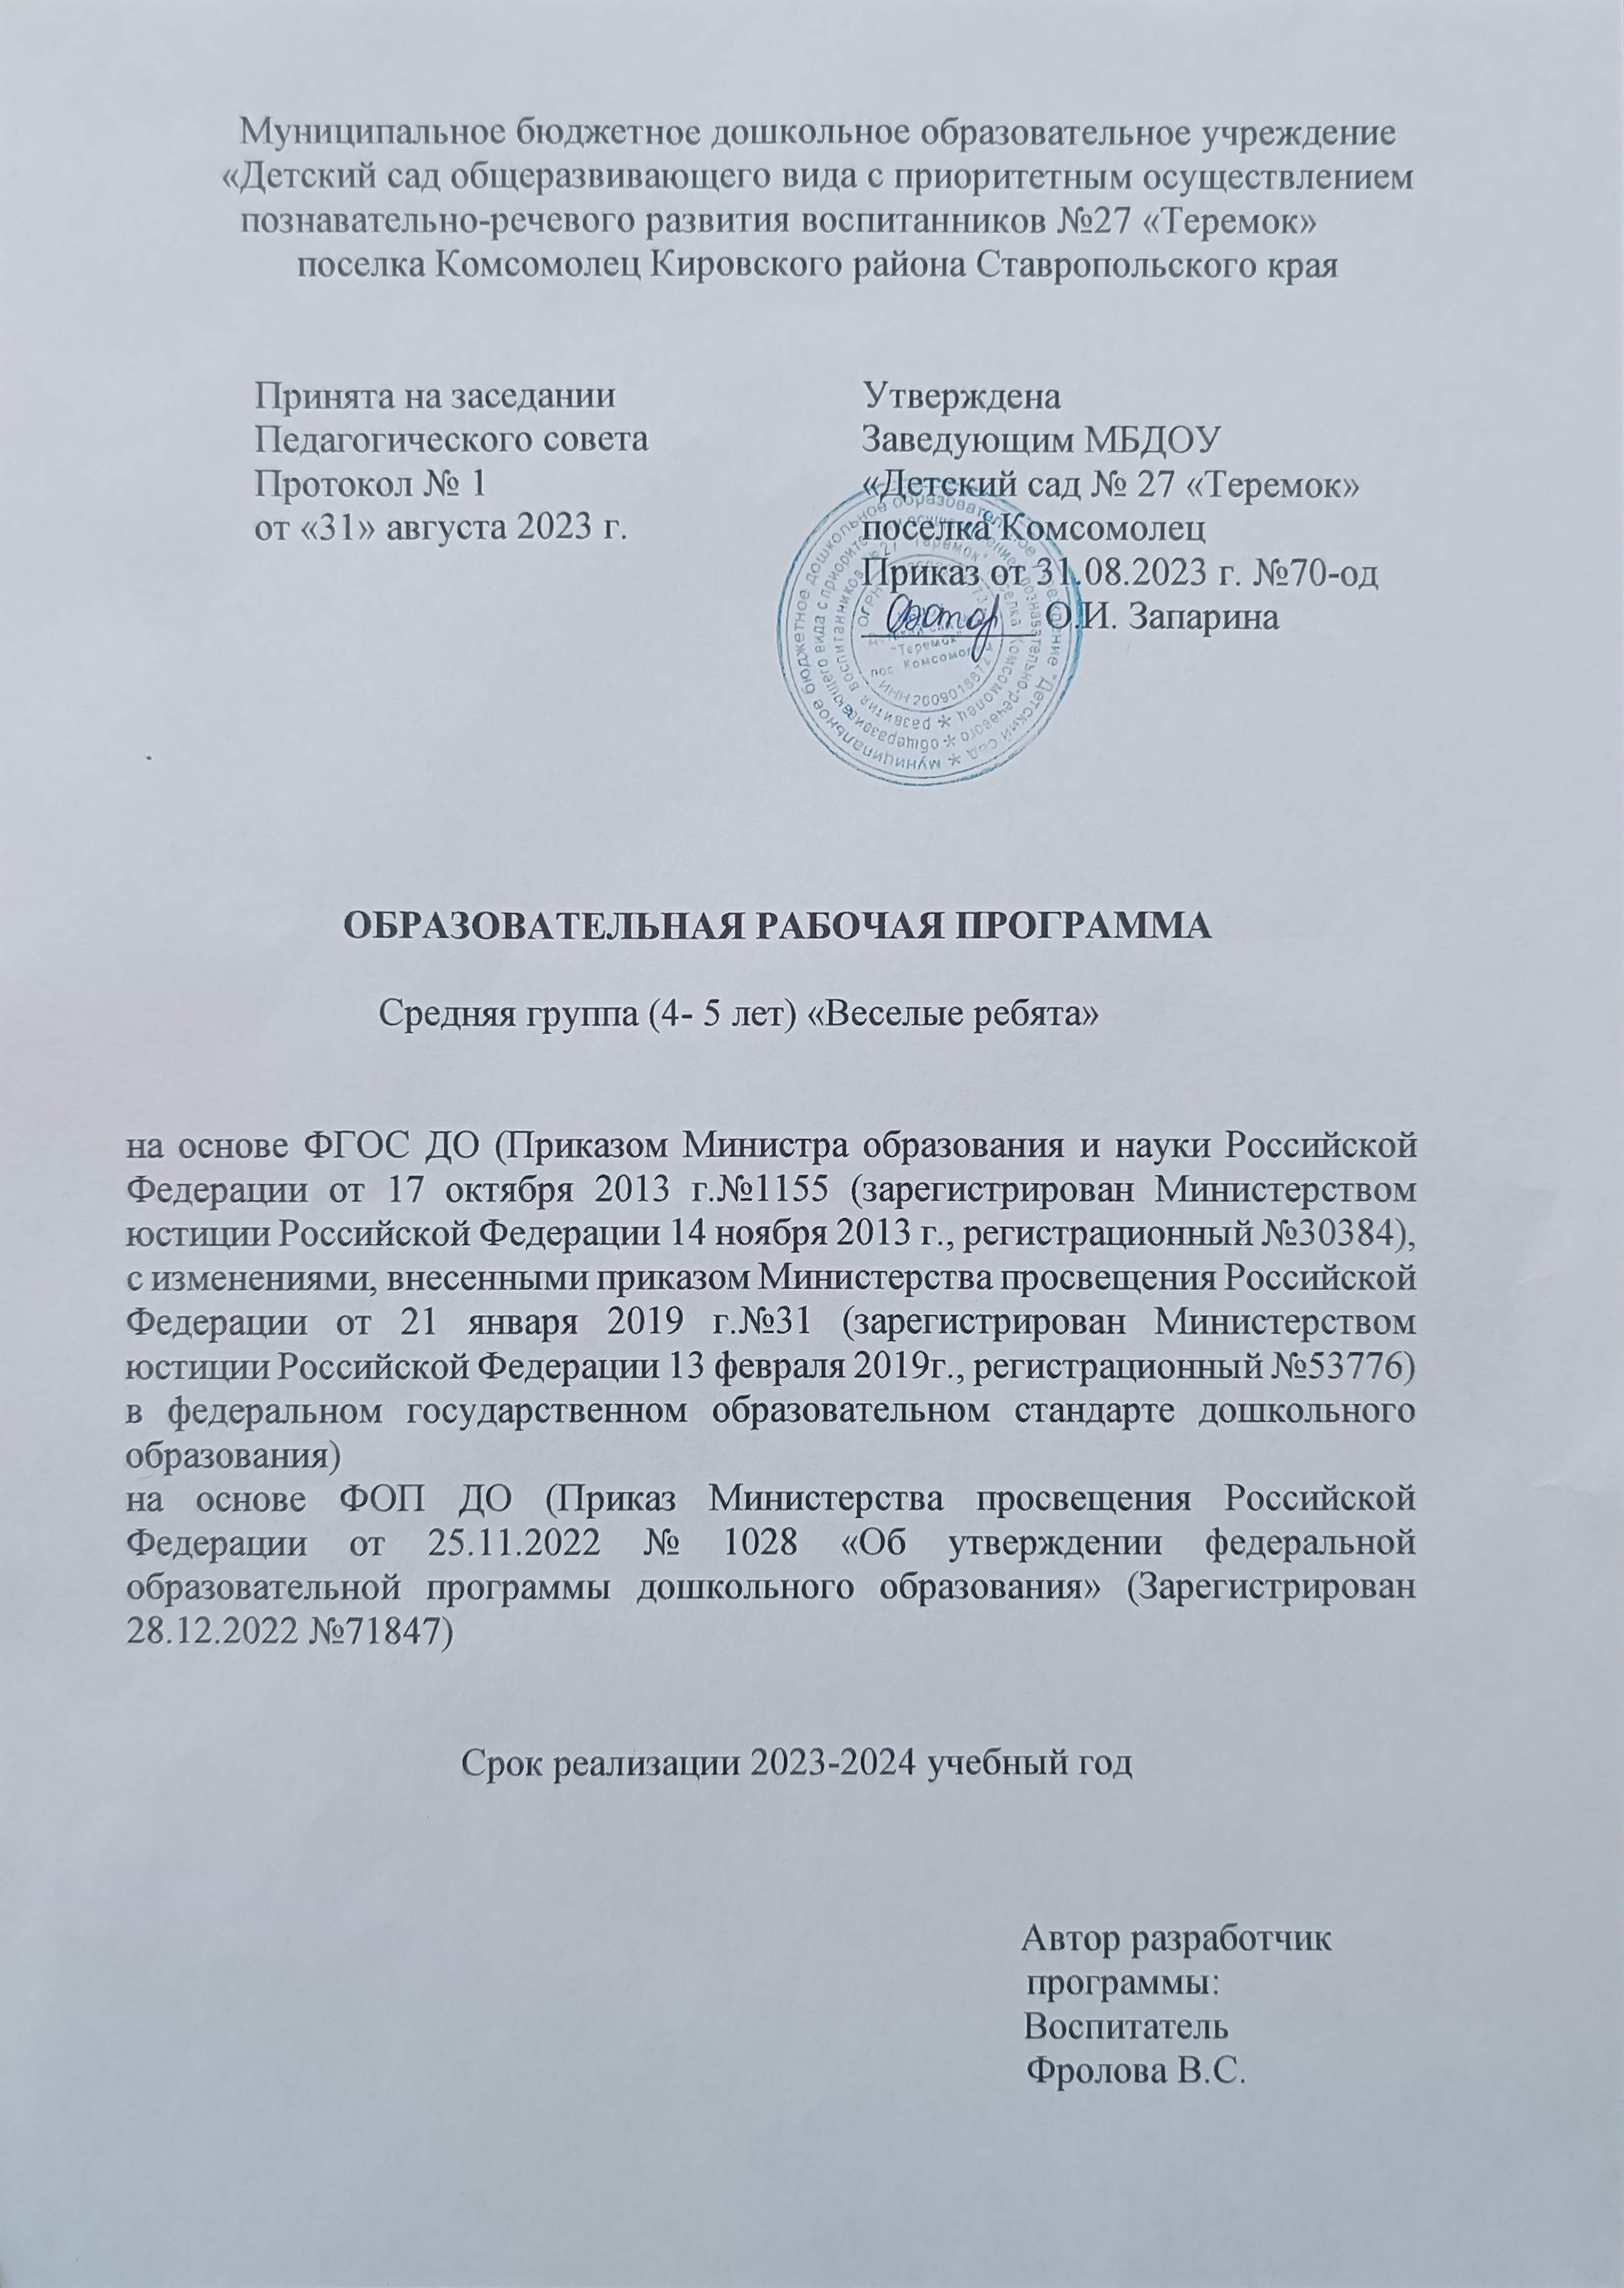 Муниципальное бюджетное дошкольное образовательное учреждение
«Детский сад общеразвивающего вида с приоритетным осуществлением
познавательно-речевого развития воспитанников №27 «Теремок»
поселка Комсомолец Кировского района Ставропольского края
Принята на заседании
Педагогического совета
Протокол № 1
от «31» августа 2023 г.
Утверждена
Заведующим МБДОУ
«Детский сад № 27 «Теремок»
поселка Комсомолец
Приказ от 31.08.2023 г. №70-од
О.И. Запарина
ОБРАЗОВАТЕЛЬНАЯ РАБОЧАЯ ПРОГРАММА
Средняя группа (4- 5 лет) «Веселые ребята»
на основе ФГОС ДО (Приказом Министра образования и науки Российской
Федерации от 17 октября 2013 г.№1155 (зарегистрирован Министерством
юстиции Российской Федерации 14 ноября 2013 г., регистрационный №30384),
с изменениями, внесенными приказом Министерства просвещения Российской
Федерации от 21 января 2019 г.№31 (зарегистрирован Министерством
юстиции Российской Федерации 13 февраля 2019г., регистрационный №53776)
в федеральном государственном образовательном стандарте дошкольного
образования)
на основе ФОП ДО (Приказ Министерства просвещения Российской
Федерации от 25.11.2022 № 1028 «Об утверждении федеральной
образовательной программы дошкольного образования» (Зарегистрирован
28.12.2022 №71847)
Срок реализации 2023-2024 учебный год
Автор разработчик
программы:
Воспитатель
Фролова В.С.